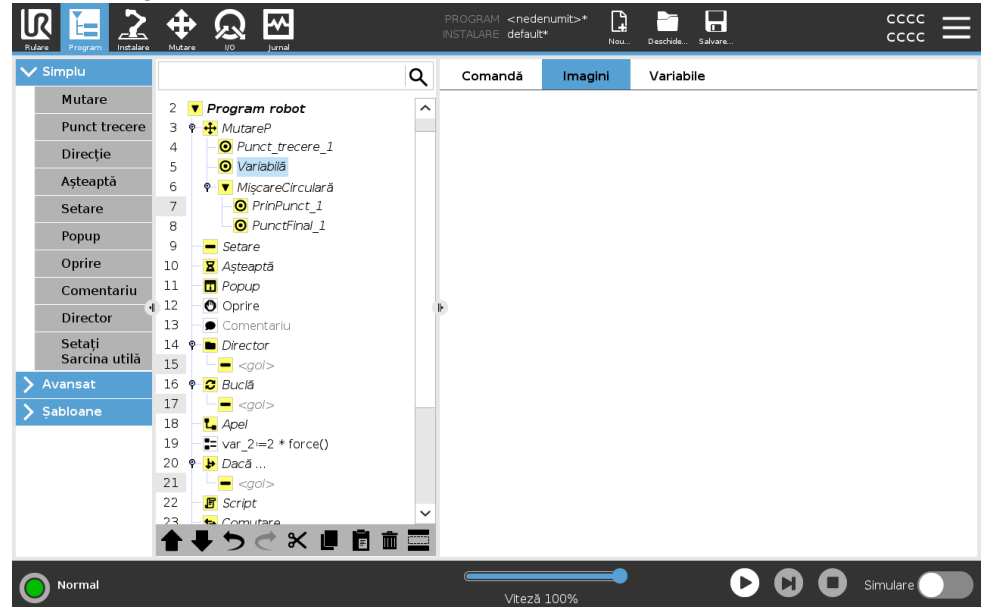 PROGRAM <nedenumit>*
INSTALARE default*
Rulare
Program
Instalare
Mutare
I/O
Jurnal
Nou...
Deschide...
Salvare...
CCCC
CCCC
Simplu
Mutare
Punct trecere
Direcție
Așteaptă
Setare
Popup
Oprire
Comentariu
Director
Setați
Sarcina utilă
Avansat
Șabloane
2 Program robot
3 MutareP
4 Punct_trecere_1
5 Variabilă
6 MișcareCirculară
7 PrinPunct_1
8 PunctFinal_1
9 Setare
10 Așteaptă
11 Popup
12 Oprire
13 Comentariu
14 Director
15 <gol>
16 Buclă
17 <gol>
18 Apel
19 var_2≔2 * force()
20 Dacă ...
21 <gol>
22 Script
23 Comutare
Comandă
Imagini
Variabile
Normal
Viteză 100%
Simulare